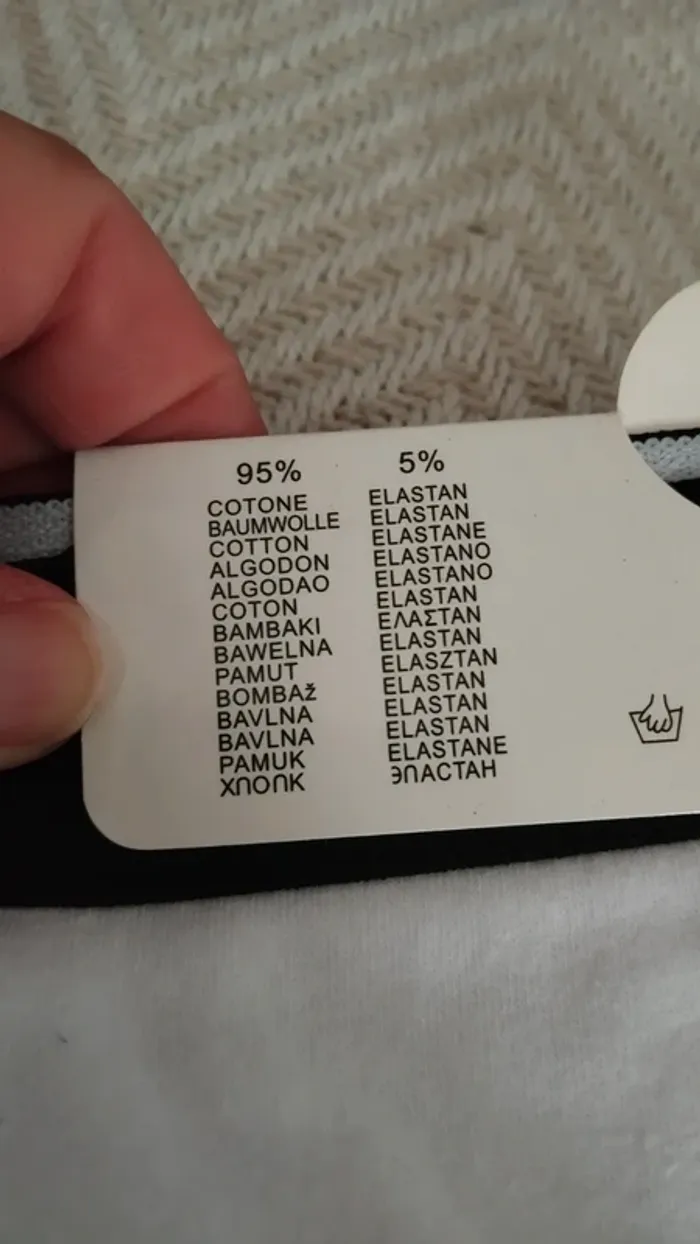 95% 5%
COTONE ELASTAN
BAUMWOLLE ELASTAN
COTTON ELASTANE
ALGODON ELASTANO
ALGODAO ELASTANO
COTON ELASTAN
BAMBAKI ΕΛΑΣΤΑΝ
BAWELNA ELASTAN
PAMUT ELASZTAN
BOMBAž ELASTAN
BAVLNA ELASTAN
BAVLNA ELASTAN
PAMUK ELASTANE
ХПОПК ЭПАСТАН